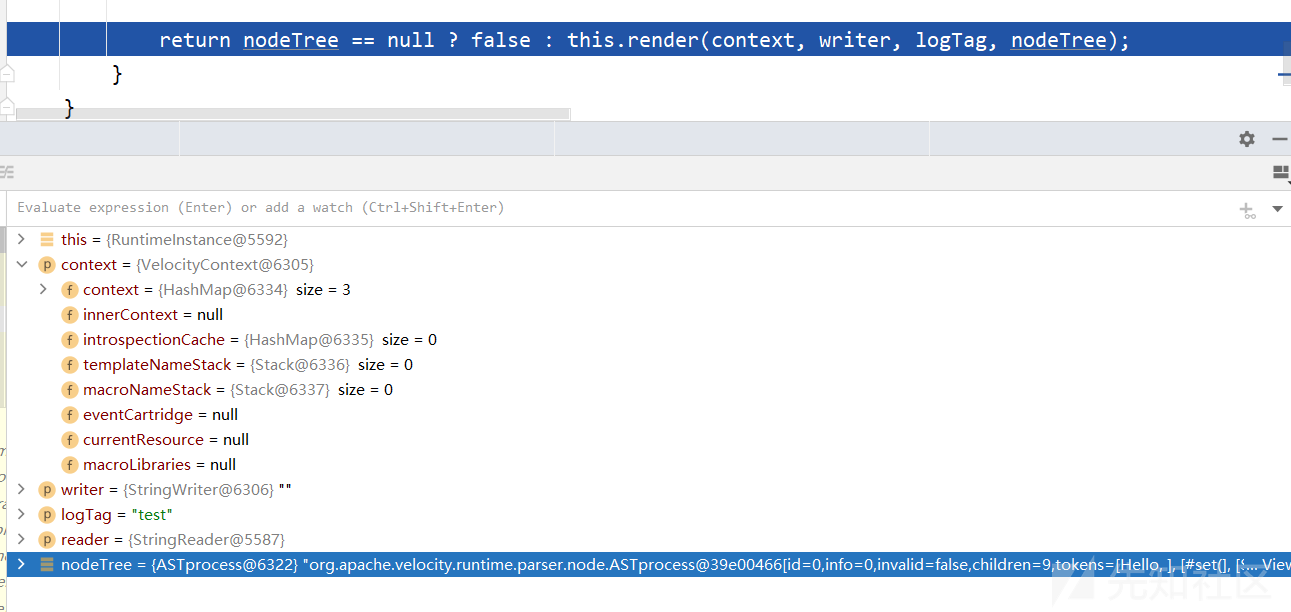 return nodeTree == null ? false : this.render(context, writer, logTag, nodeTree);
}
}
Evaluate expression (Enter) or add a watch (Ctrl+Shift+Enter)
this = {RuntimeInstance@5592}
p context = {VelocityContext@6305}
f context = {HashMap@6334} size = 3
f innerContext = null
f introspectionCache = {HashMap@6335} size = 0
f templateNameStack = {Stack@6336} size = 0
f macroNameStack = {Stack@6337} size = 0
f eventCartridge = null
f currentResource = null
f macroLibraries = null
p writer = {StringWriter@6306} ""
p logTag = "test"
p reader = {StringReader@5587}
nodeTree = {ASTprocess@6322} "org.apache.velocity.runtime.parser.node.ASTprocess@39e00466[id=0,info=0,invalid=false,children=9,tokens=[Hello, ], [#set(], [$... View
先知社区